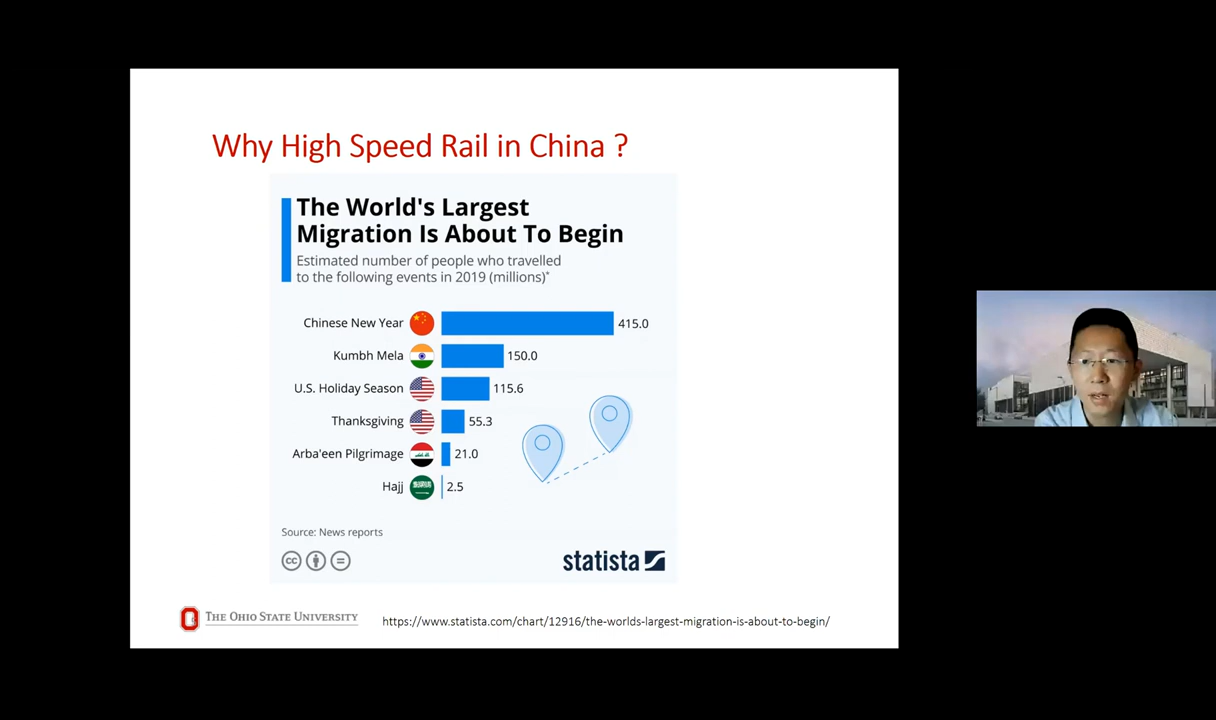 Why High Speed Rail in China ?
The World's Largest
Migration Is About To Begin
Estimated number of people who travelled
to the following events in 2019 (millions)*
Chinese New Year 415.0
Kumbh Mela 150.0
U.S. Holiday Season 115.6
Thanksgiving 55.3
Arba'een Pilgrimage 21.0
Hajj 2.5
Source: News reports
cc
statista
THE OHIO STATE UNIVERSITY
https://www.statista.com/chart/12916/the-worlds-largest-migration-is-about-to-begin/